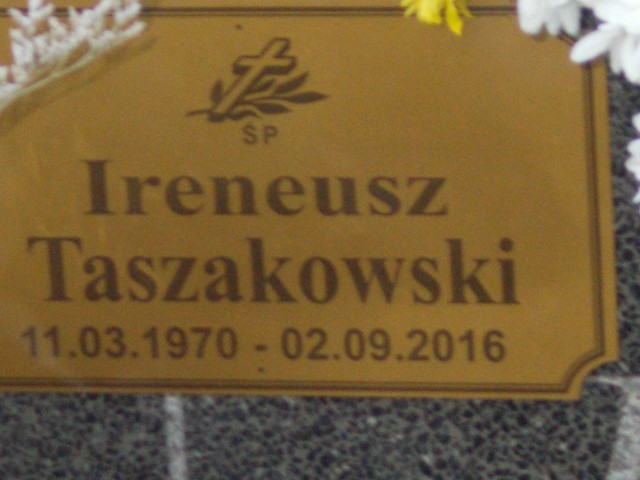 ŚP
Ireneusz
Taszakowski
11.03.1970 - 02.09.2016